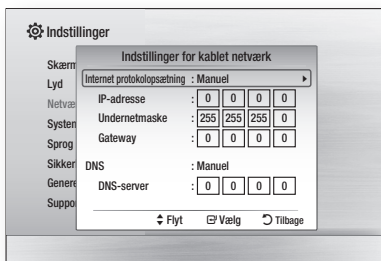 Indstillinger
Indstillinger for kablet netværk
Skærm
Internet protokolopsætning : Manuel
Lyd
IP-adresse : 0 0 0 0
Netvæ
Undernetmaske : 255 255 255 0
System
Gateway : 0 0 0 0
Sprog
Sikker
DNS : Manuel
Genere
DNS-server : 0 0 0 0
Suppo
Flyt Vælg Tilbage